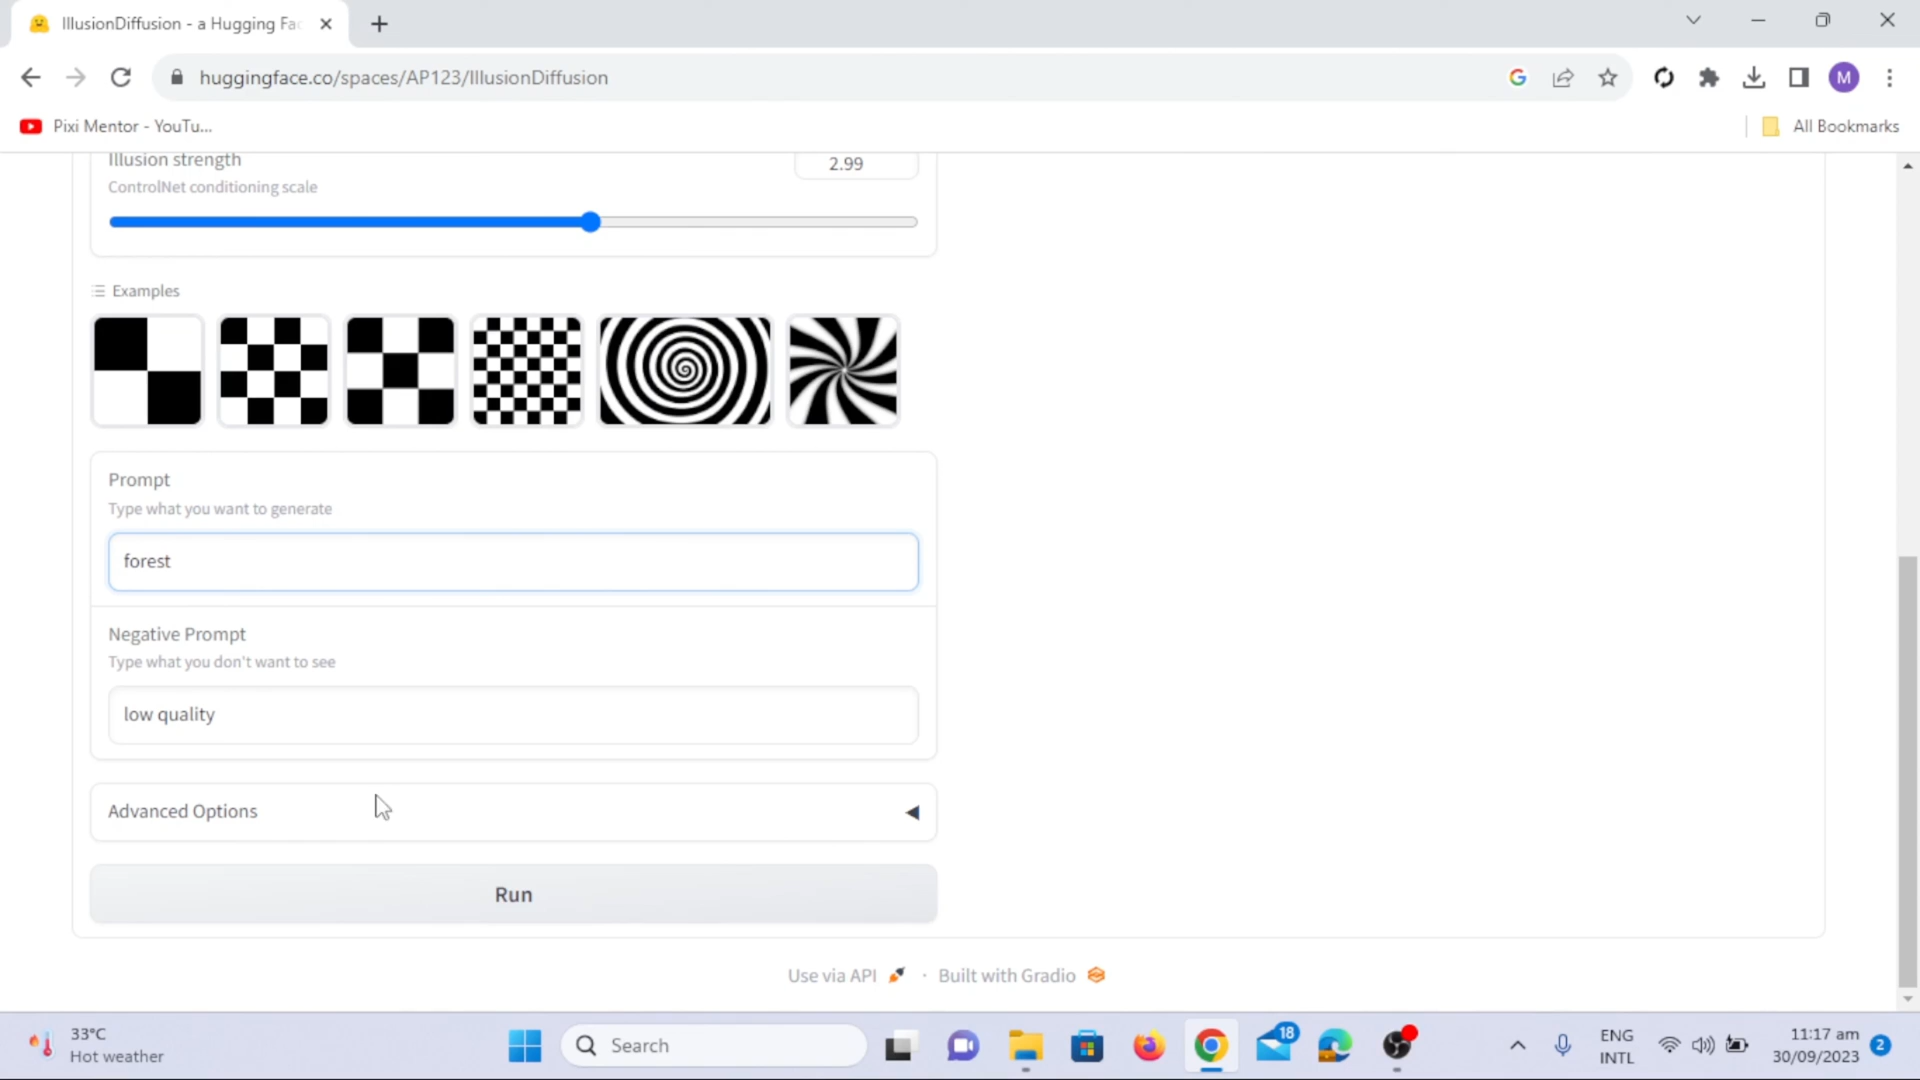 IllusionDiffusion - a Hugging Fac
huggingface.co/spaces/AP123/IllusionDiffusion
G
M
Pixi Mentor - YouTu...
All Bookmarks
Illusion strength
2.99
ControlNet conditioning scale
Examples
Prompt
Type what you want to generate
forest
Negative Prompt
Type what you don't want to see
low quality
Advanced Options
Run
Use via API · Built with Gradio
33°C
Hot weather
Search
18
ENG
INTL
11:17 am
30/09/2023
2